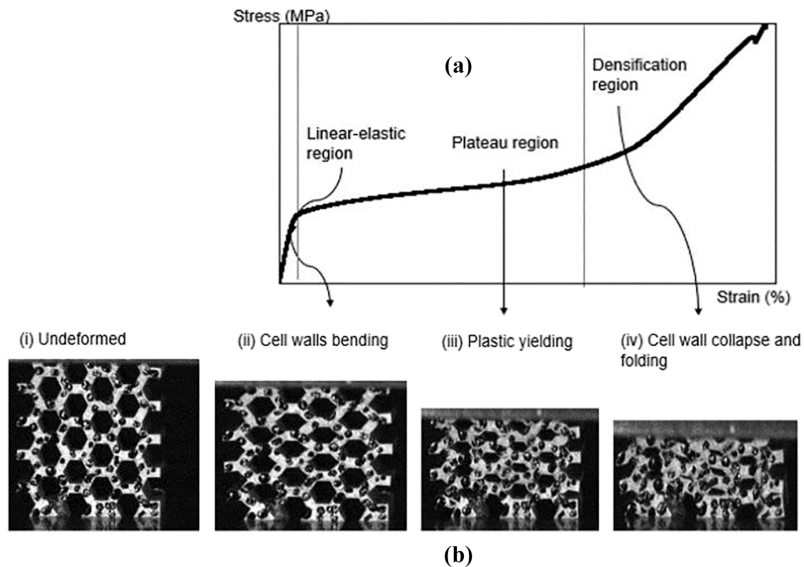 Stress (MPa)
(a)
Densification
region
Linear-elastic
region
Plateau region
Strain (%)
(i) Undeformed
(ii) Cell walls bending
(iii) Plastic yielding
(iv) Cell wall collapse and
folding
(b)